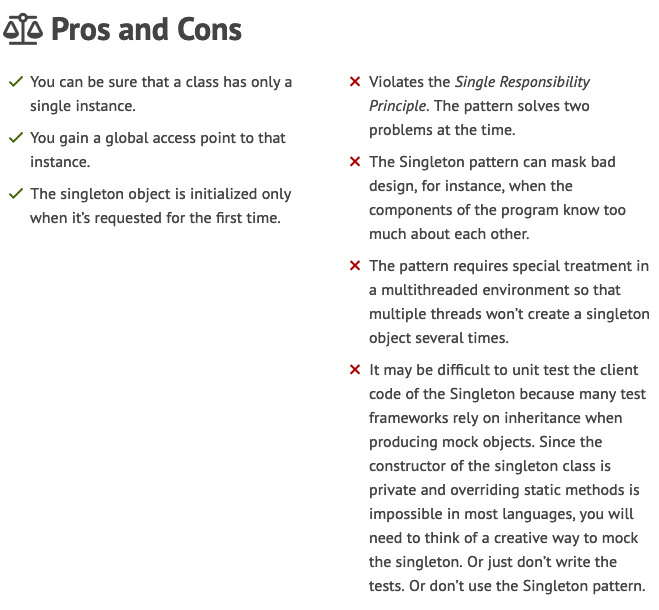 Pros and Cons
You can be sure that a class has only a
single instance.
You gain a global access point to that
instance.
The singleton object is initialized only
when it’s requested for the first time.
Violates the Single Responsibility
Principle. The pattern solves two
problems at the time.
The Singleton pattern can mask bad
design, for instance, when the
components of the program know too
much about each other.
The pattern requires special treatment in
a multithreaded environment so that
multiple threads won’t create a singleton
object several times.
It may be difficult to unit test the client
code of the Singleton because many test
frameworks rely on inheritance when
producing mock objects. Since the
constructor of the singleton class is
private and overriding static methods is
impossible in most languages, you will
need to think of a creative way to mock
the singleton. Or just don’t write the
tests. Or don’t use the Singleton pattern.